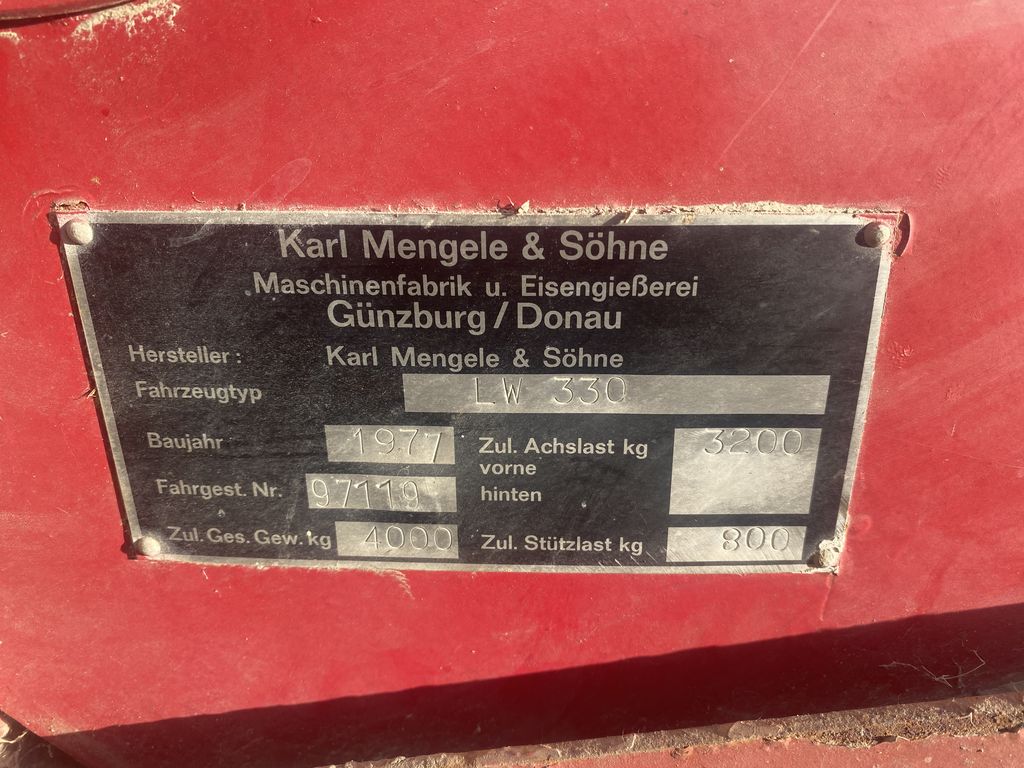 Karl Mengele & Söhne
Maschinenfabrik u. Eisengießerei
Günzburg / Donau
Hersteller: Karl Mengele & Söhne
Fahrzeugtyp LW 330
Baujahr 1977 Zul. Achslast kg 3200
vorne
Fahrgest. Nr. 97119 hinten
Zul. Ges. Gew. kg 4000 Zul. Stützlast kg 800